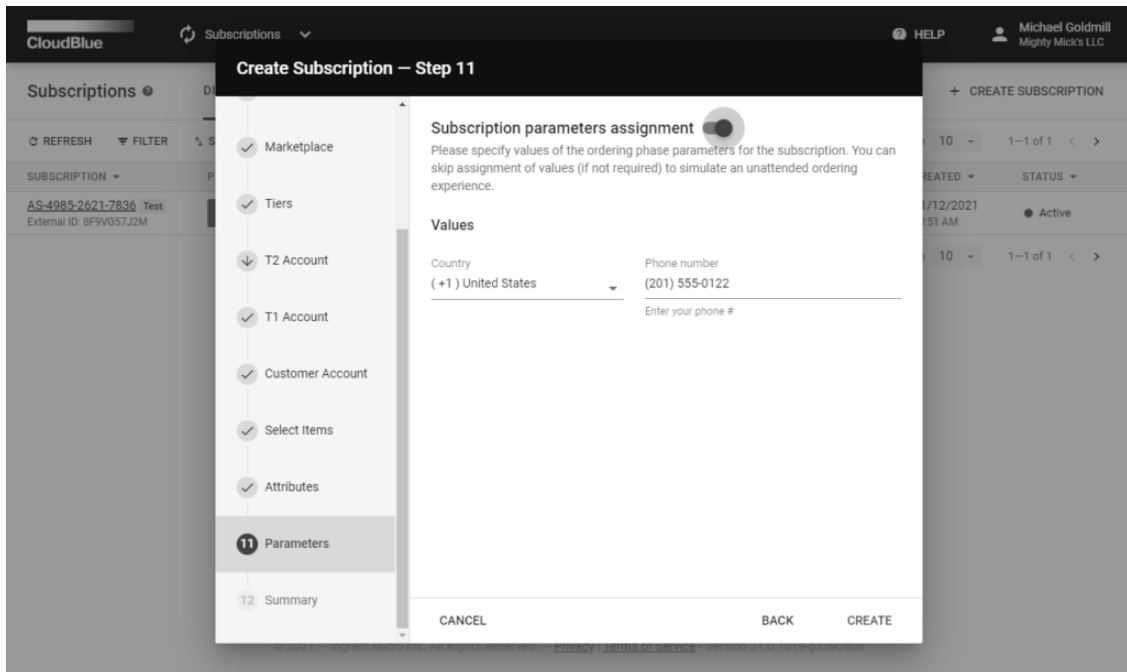 CloudBlue
Subscriptions
HELP
Michael Goldmill
Mighty Mick's LLC
Create Subscription — Step 11
Subscriptions
CREATE SUBSCRIPTION
REFRESH
FILTER
10
1–1 of 1
SUBSCRIPTION
STATUS
AS-4985-2621-7836 Test
External ID: 8F9VG57J2M
/12/2021
:51 AM
Active
10
1–1 of 1
Marketplace
Tiers
T2 Account
T1 Account
Customer Account
Select Items
Attributes
11 Parameters
12 Summary
Subscription parameters assignment
Please specify values of the ordering phase parameters for the subscription. You can
skip assignment of values (if not required) to simulate an unattended ordering
experience.
Values
Country
( +1 ) United States
Phone number
(201) 555-0122
Enter your phone #
CANCEL
BACK
CREATE